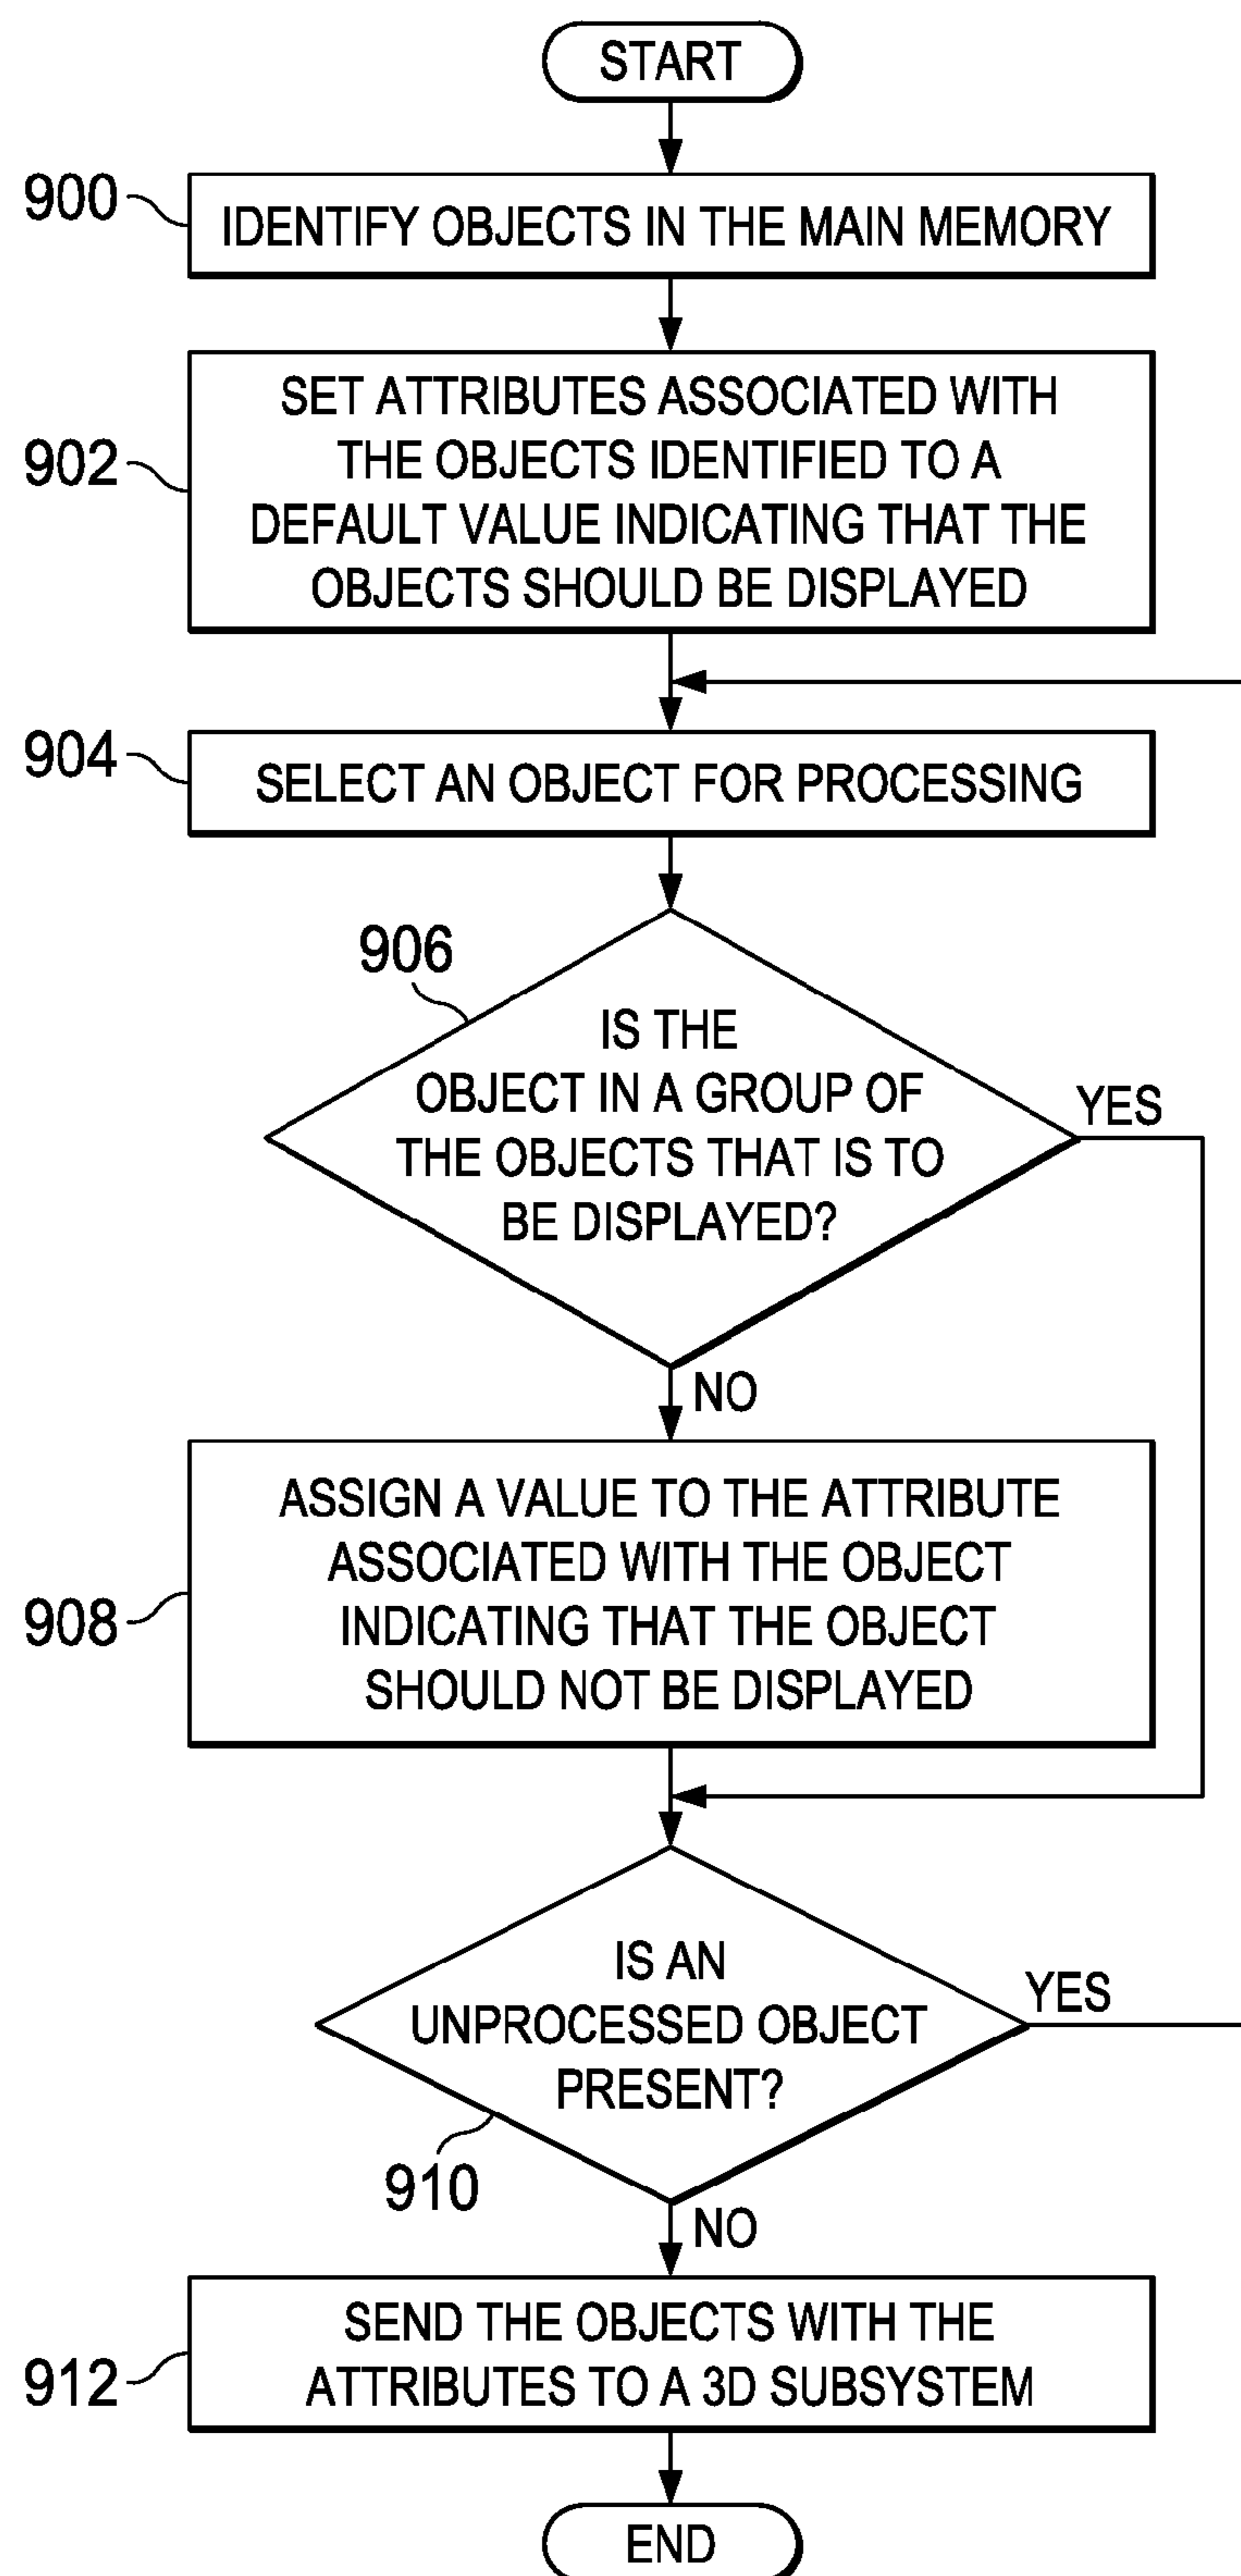 START
900
IDENTIFY OBJECTS IN THE MAIN MEMORY
902
SET ATTRIBUTES ASSOCIATED WITH
THE OBJECTS IDENTIFIED TO A
DEFAULT VALUE INDICATING THAT THE
OBJECTS SHOULD BE DISPLAYED
904
SELECT AN OBJECT FOR PROCESSING
906
IS THE
OBJECT IN A GROUP OF
THE OBJECTS THAT IS TO
BE DISPLAYED?
YES
NO
908
ASSIGN A VALUE TO THE ATTRIBUTE
ASSOCIATED WITH THE OBJECT
INDICATING THAT THE OBJECT
SHOULD NOT BE DISPLAYED
IS AN
UNPROCESSED OBJECT
PRESENT?
YES
910
NO
912
SEND THE OBJECTS WITH THE
ATTRIBUTES TO A 3D SUBSYSTEM
END